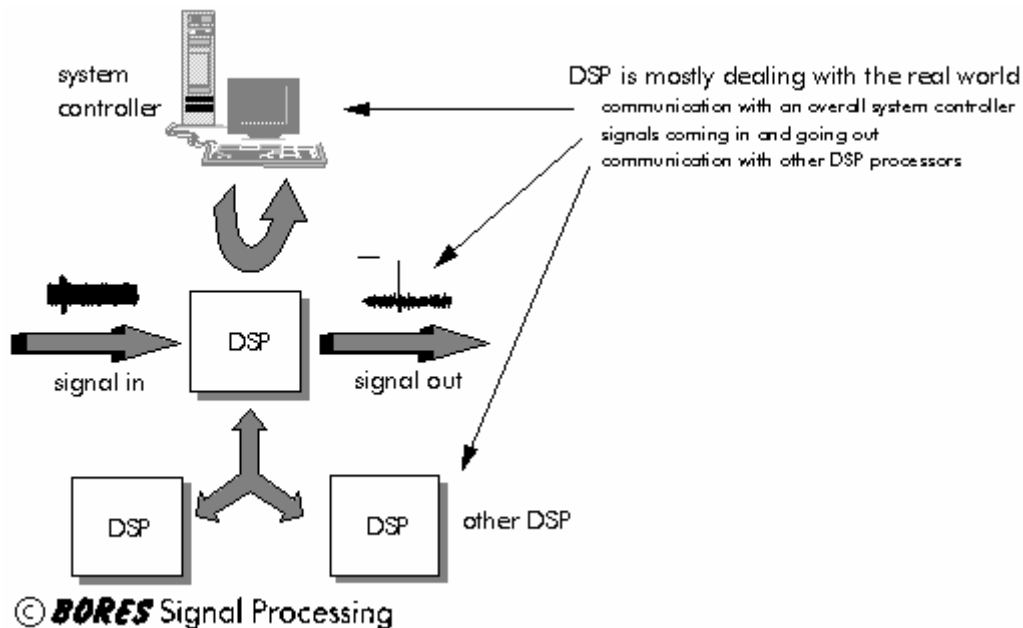 system
controller
DSP is mostly dealing with the real world
communication with an overall system controller
signals coming in and going out
communication with other DSP processors
DSP
signal in
signal out
DSP
DSP
other DSP
© BORES Signal Processing